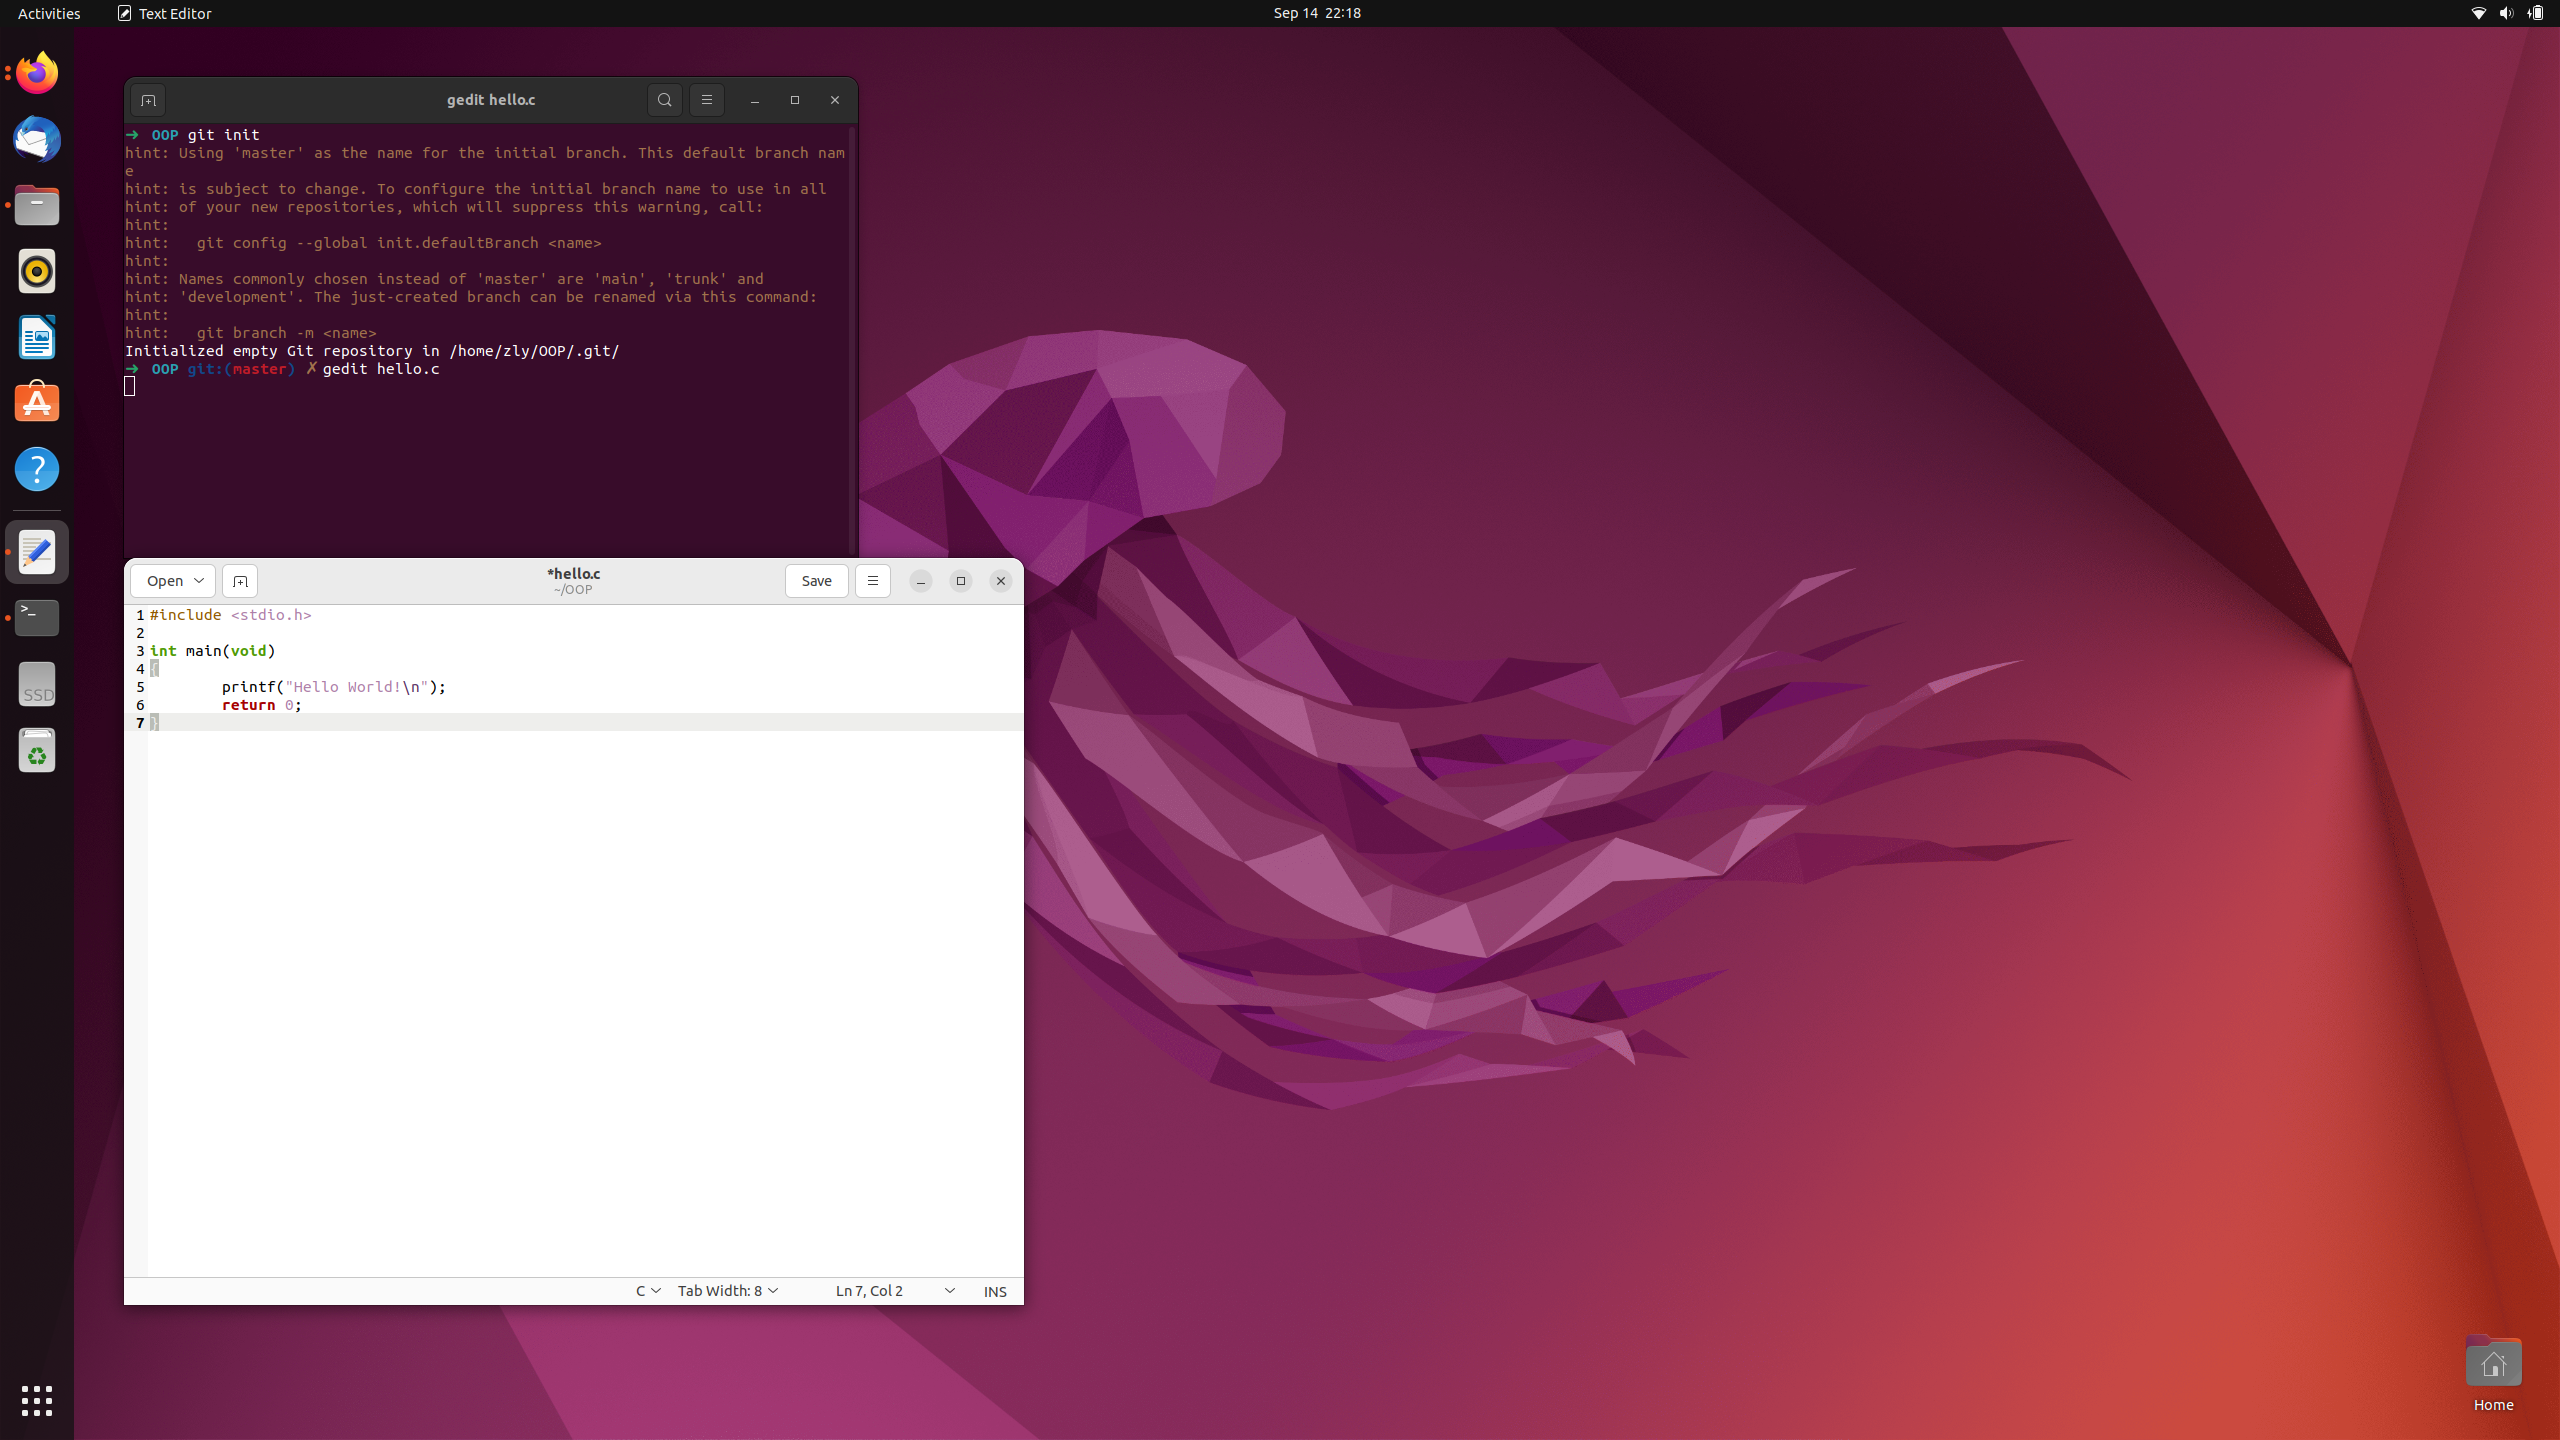 Activities Text Editor Sep 14 22:18
gedit hello.c
➜ OOP git init
hint: Using 'master' as the name for the initial branch. This default branch nam
e
hint: is subject to change. To configure the initial branch name to use in all
hint: of your new repositories, which will suppress this warning, call:
hint:
hint: git config --global init.defaultBranch <name>
hint:
hint: Names commonly chosen instead of 'master' are 'main', 'trunk' and
hint: 'development'. The just-created branch can be renamed via this command:
hint:
hint: git branch -m <name>
Initialized empty Git repository in /home/zly/OOP/.git/
➜ OOP git:(master) ✗ gedit hello.c
Open *hello.c Save
~/OOP
1 #include <stdio.h>
2
3 int main(void)
4 {
5 printf("Hello World!\n");
6 return 0;
7 }
C Tab Width: 8 Ln 7, Col 2 INS
SSD
Home